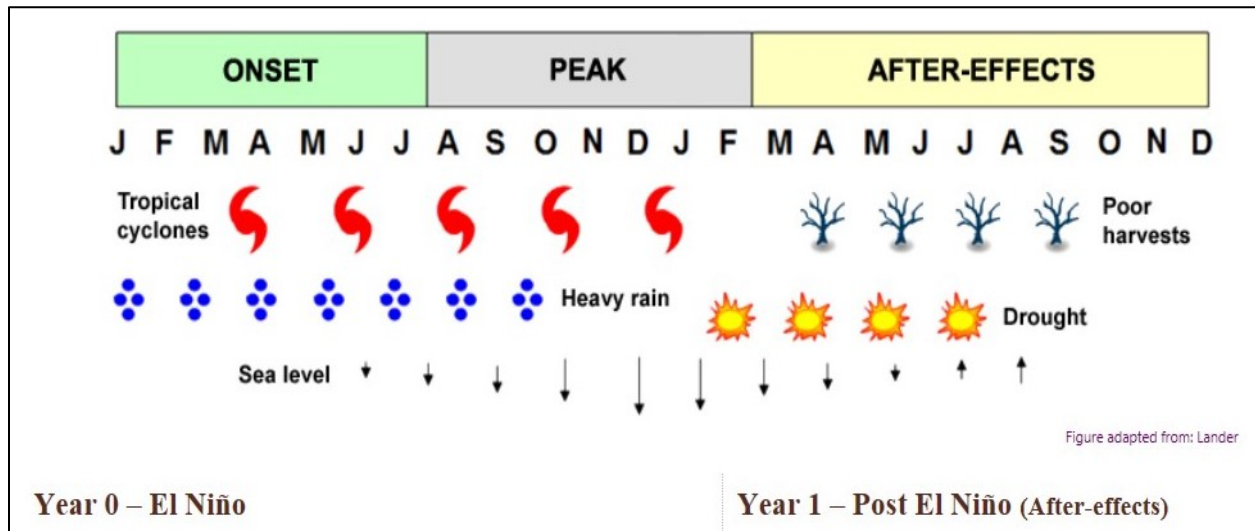 ONSET PEAK AFTER-EFFECTS
J F M A M J J A S O N D J F M A M J J A S O N D
Tropical
cyclones
Poor
harvests
Heavy rain
Drought
Sea level
Figure adapted from: Lander
Year 0 – El Niño
Year 1 – Post El Niño (After-effects)